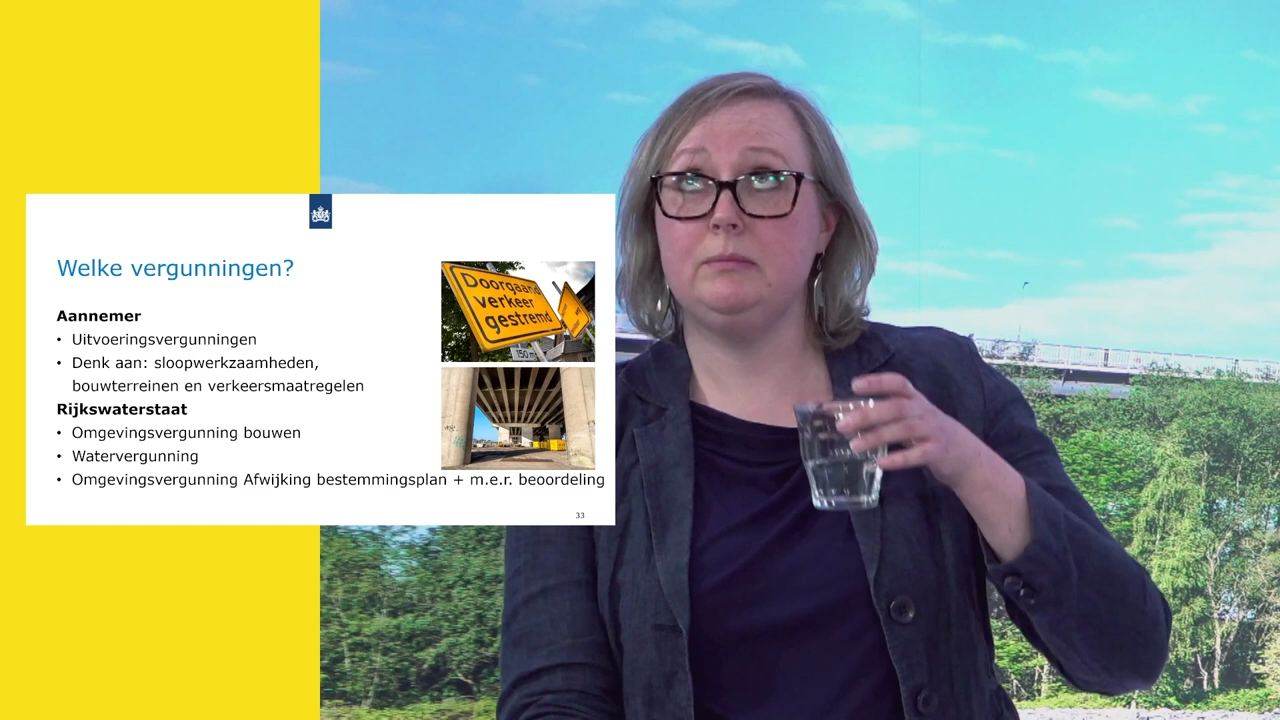 Welke vergunningen?
Aannemer
• Uitvoeringsvergunningen
• Denk aan: sloopwerkzaamheden,
bouwterreinen en verkeersmaatregelen
Rijkswaterstaat
• Omgevingsvergunning bouwen
• Watervergunning
• Omgevingsvergunning Afwijking bestemmingsplan + m.e.r. beoordeling
33
Doorgaand
verkeer
gestremd
150 m